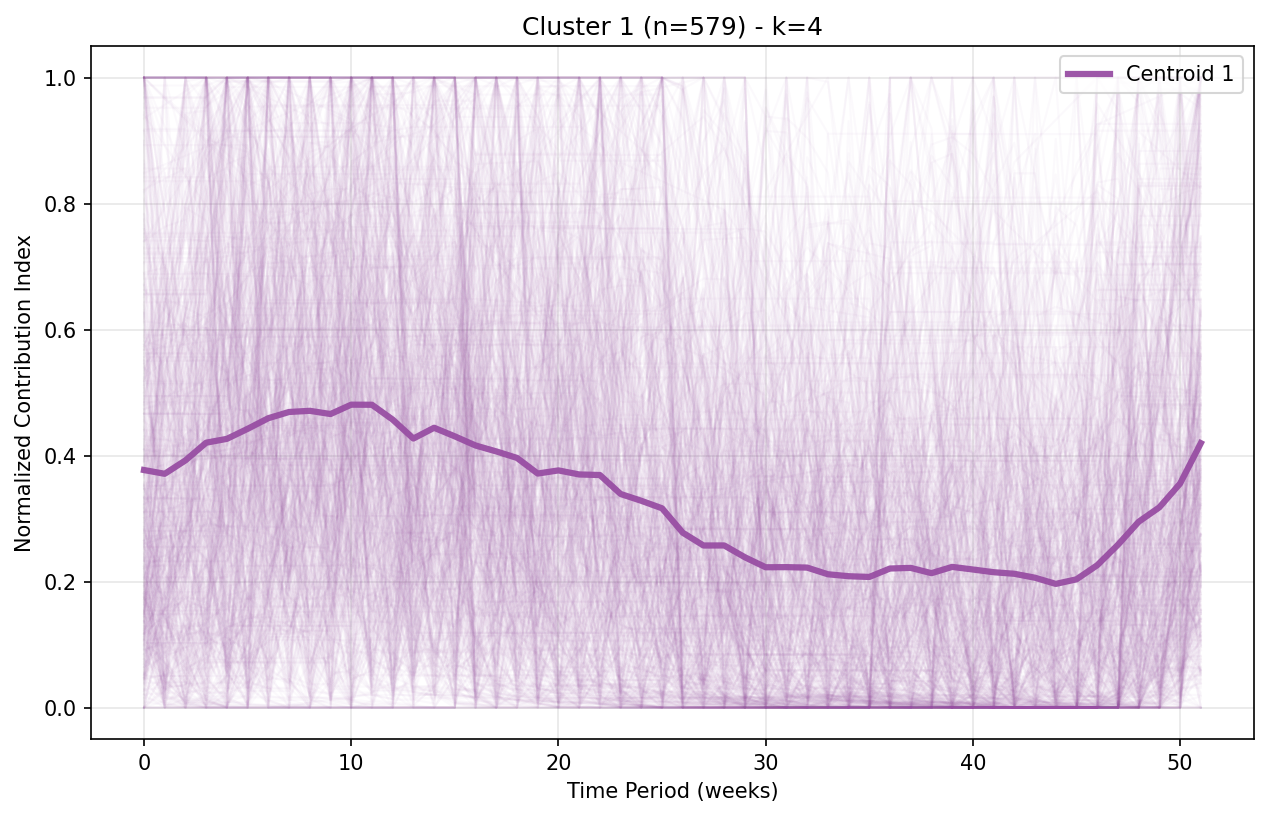 Cluster 1 (n=579) - k=4
Centroid 1
Normalized Contribution Index
1.0
0.8
0.6
0.4
0.2
0.0
0 10 20 30 40 50
Time Period (weeks)